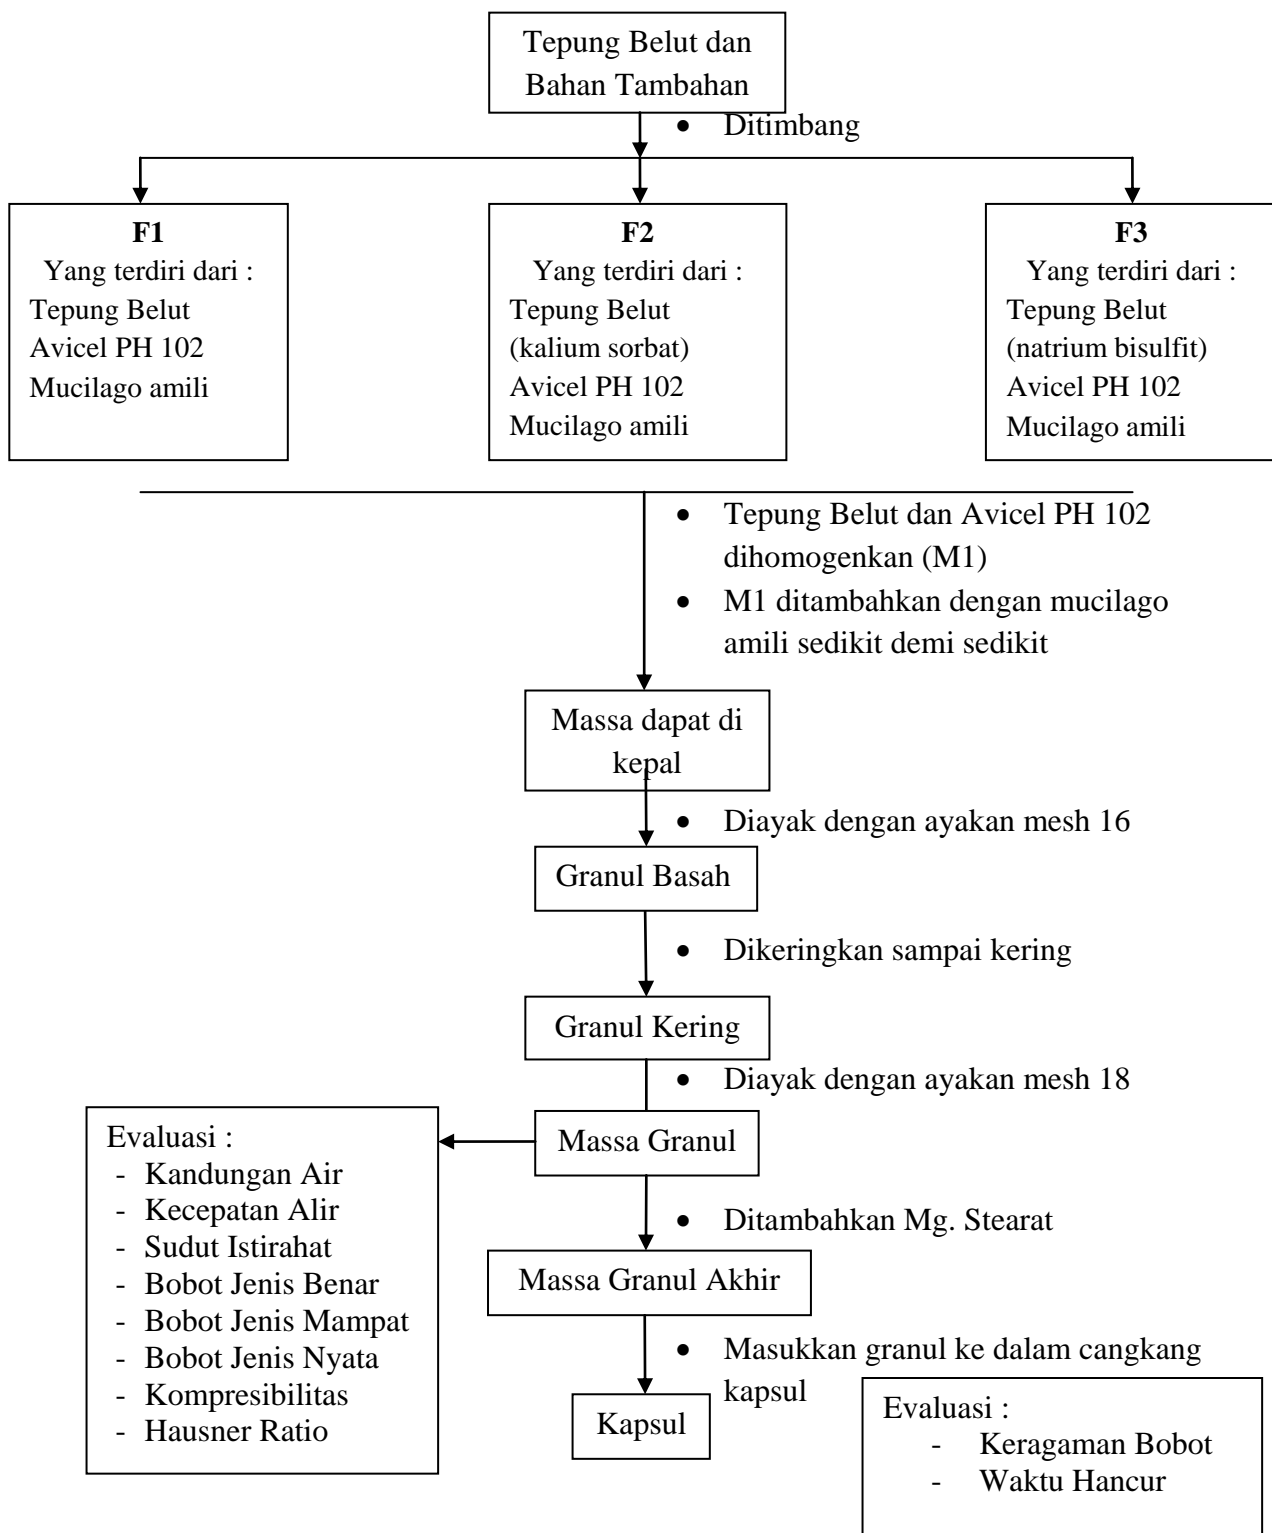 Tepung Belut dan
Bahan Tambahan
• Ditimbang
F1
Yang terdiri dari :
Tepung Belut
Avicel PH 102
Mucilago amili
F2
Yang terdiri dari :
Tepung Belut
(kalium sorbat)
Avicel PH 102
Mucilago amili
F3
Yang terdiri dari :
Tepung Belut
(natrium bisulfit)
Avicel PH 102
Mucilago amili
• Tepung Belut dan Avicel PH 102
dihomogenkan (M1)
• M1 ditambahkan dengan mucilago
amili sedikit demi sedikit
Massa dapat di
kepal
• Diayak dengan ayakan mesh 16
Granul Basah
• Dikeringkan sampai kering
Granul Kering
• Diayak dengan ayakan mesh 18
Massa Granul
Evaluasi :
- Kandungan Air
- Kecepatan Alir
- Sudut Istirahat
- Bobot Jenis Benar
- Bobot Jenis Mampat
- Bobot Jenis Nyata
- Kompresibilitas
- Hausner Ratio
• Ditambahkan Mg. Stearat
Massa Granul Akhir
• Masukkan granul ke dalam cangkang
kapsul
Kapsul
Evaluasi :
- Keragaman Bobot
- Waktu Hancur